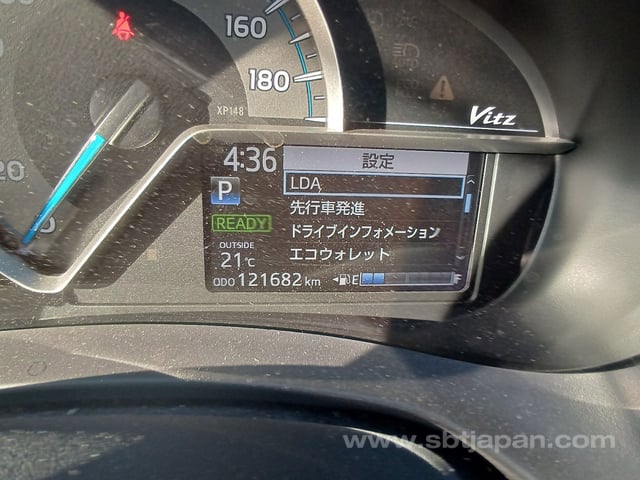 160
180
XP148
Vitz
20
0
4:36
設定
P
LDA
先行車発進
READY
ドライブインフォメーション
OUTSIDE
エコウォレット
21℃
ODO 121682 km
E F
www.sbtjapan.com